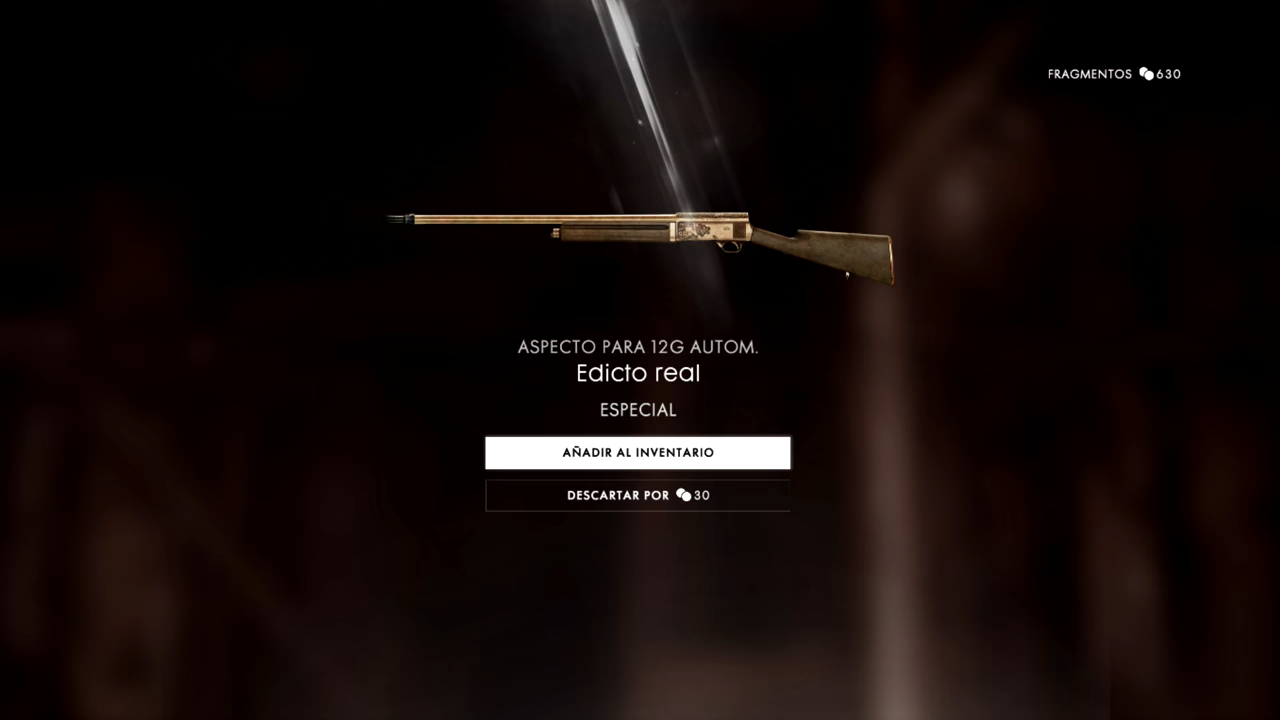 FRAGMENTOS 630
ASPECTO PARA 12G AUTOM.
Edicto real
ESPECIAL
AÑADIR AL INVENTARIO
DESCARTAR POR 30